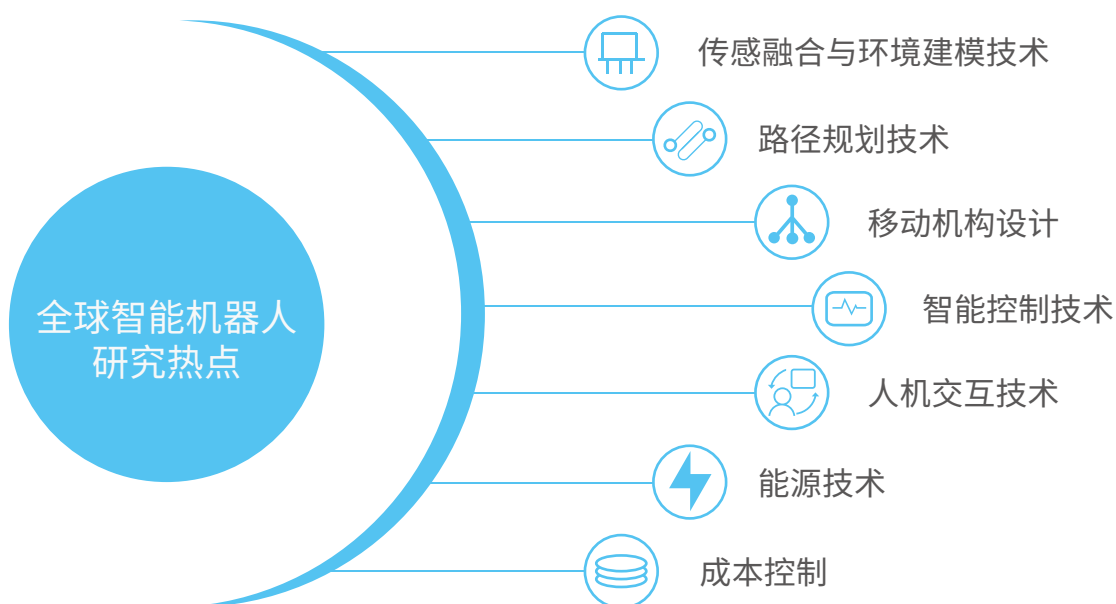 全球智能机器人
研究热点
传感融合与环境建模技术
路径规划技术
移动机构设计
智能控制技术
人机交互技术
能源技术
成本控制